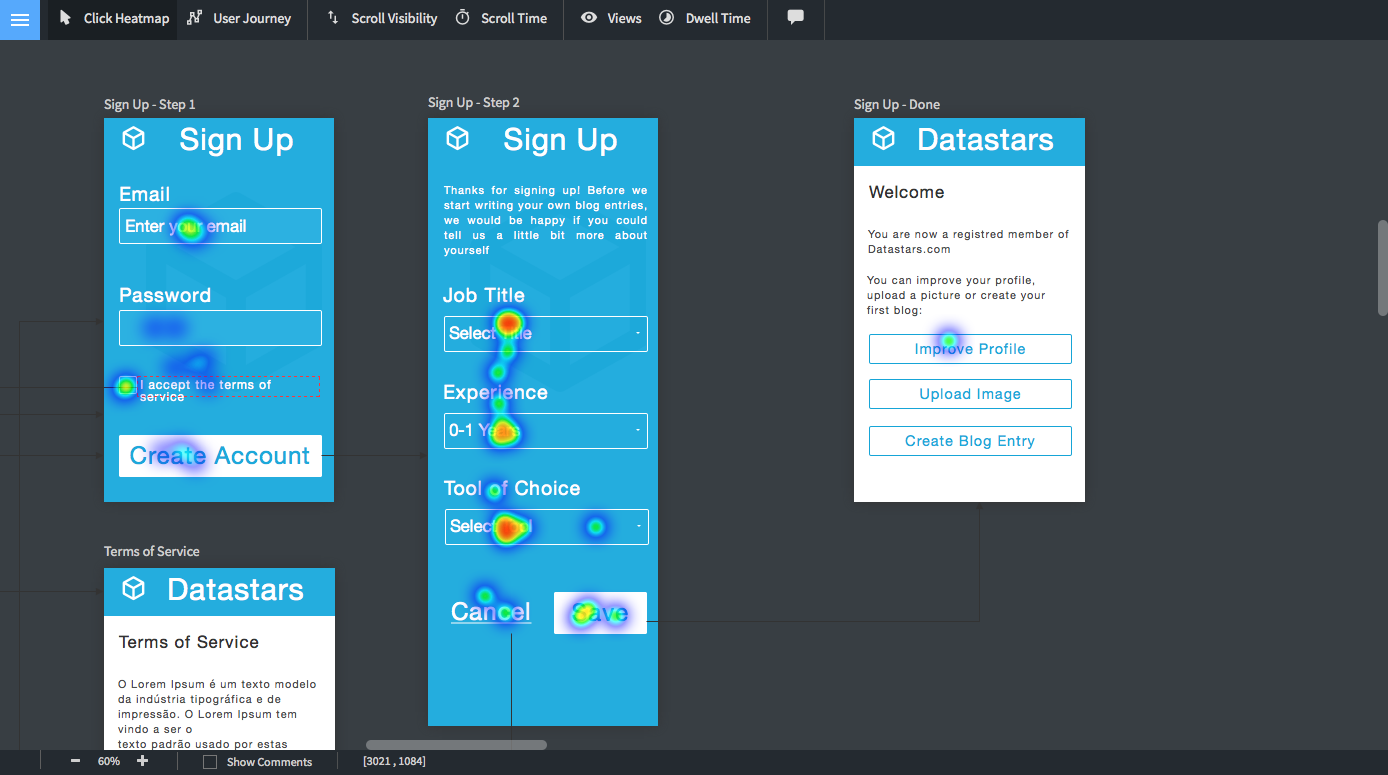 Click Heatmap
User Journey
Scroll Visibility
Scroll Time
Views
Dwell Time
Sign Up - Step 1
Sign Up
Email
Enter your email
Password
I accept the terms of
service
Create Account
Terms of Service
Datastars
Terms of Service
O Lorem Ipsum é um texto modelo
da indústria tipográfica e de
impressão. O Lorem Ipsum tem
vindo a ser o
texto padrão usado por estas
Sign Up - Step 2
Sign Up
Thanks for signing up! Before we
start writing your own blog entries,
we would be happy if you could
tell us a little bit more about
yourself
Job Title
Select Title
Experience
0-1 Years
Tool of Choice
Select Tool
Cancel
Save
Sign Up - Done
Datastars
Welcome
You are now a registred member of
Datastars.com
You can improve your profile,
upload a picture or create your
first blog:
Improve Profile
Upload Image
Create Blog Entry
60%
Show Comments
[3021 , 1084]